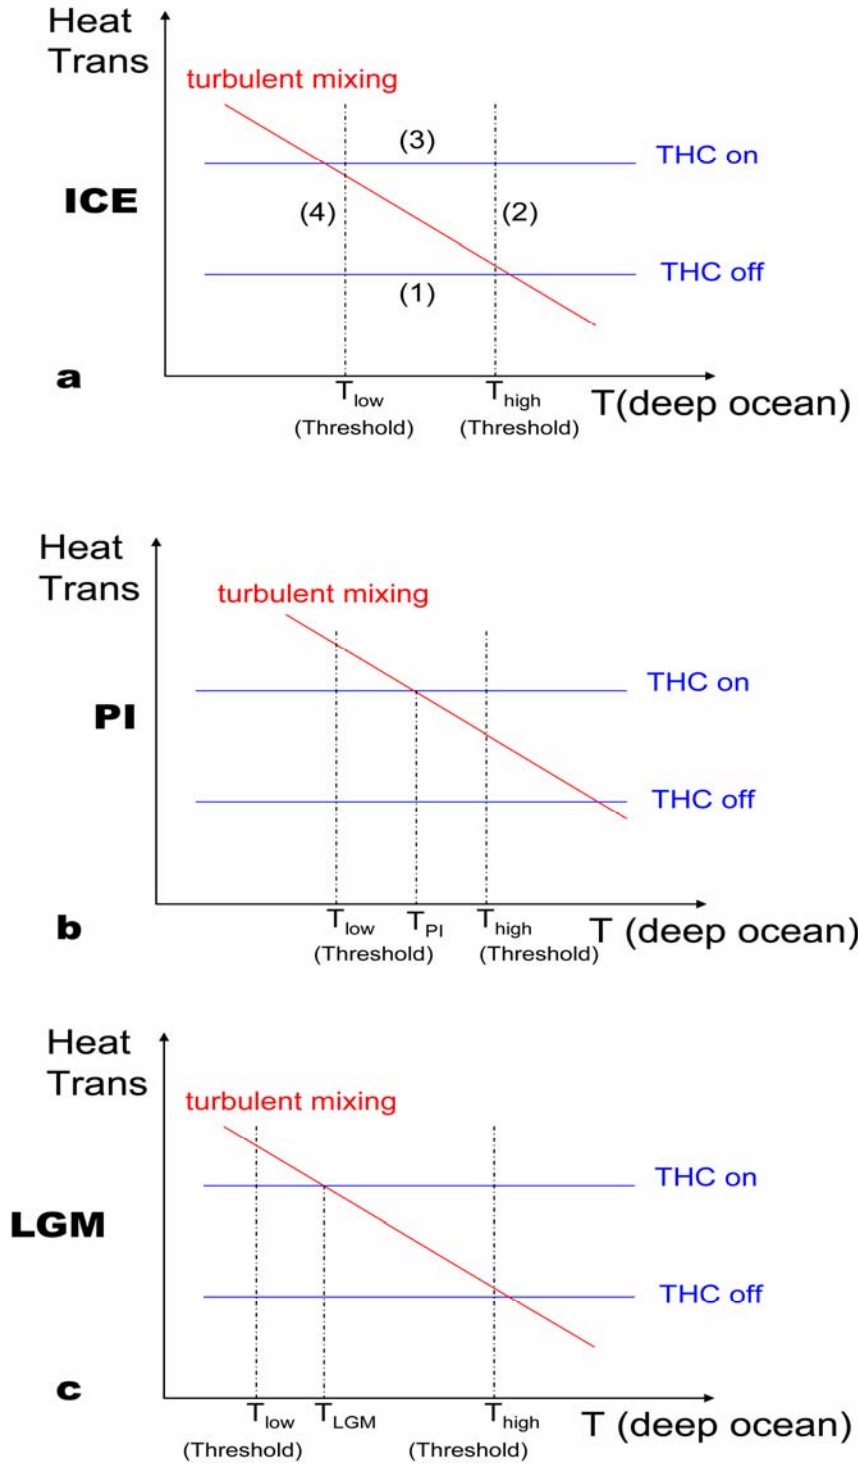 Heat
Trans
turbulent mixing
(3)
THC on
ICE
(4)
(2)
THC off
(1)
a
Tlow
Thigh
T(deep ocean)
(Threshold)
(Threshold)
Heat
Trans
turbulent mixing
THC on
PI
THC off
b
Tlow
TPI
Thigh
T (deep ocean)
(Threshold)
(Threshold)
Heat
Trans
turbulent mixing
THC on
LGM
THC off
c
Tlow
TLGM
Thigh
T (deep ocean)
(Threshold)
(Threshold)